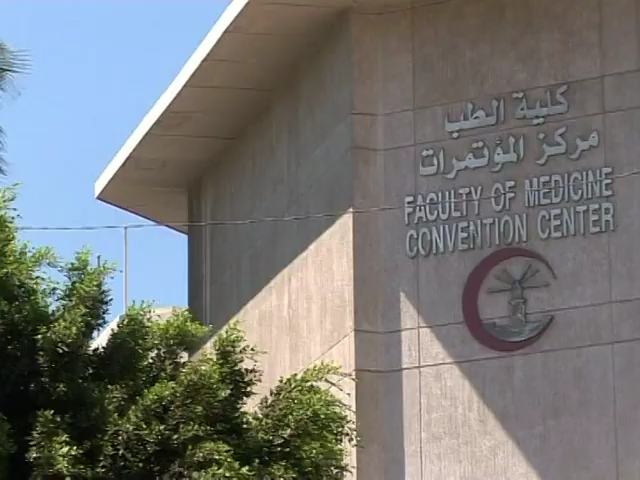 كلية الطب
مركز المؤتمرات
FACULTY OF MEDICINE
CONVENTION CENTER